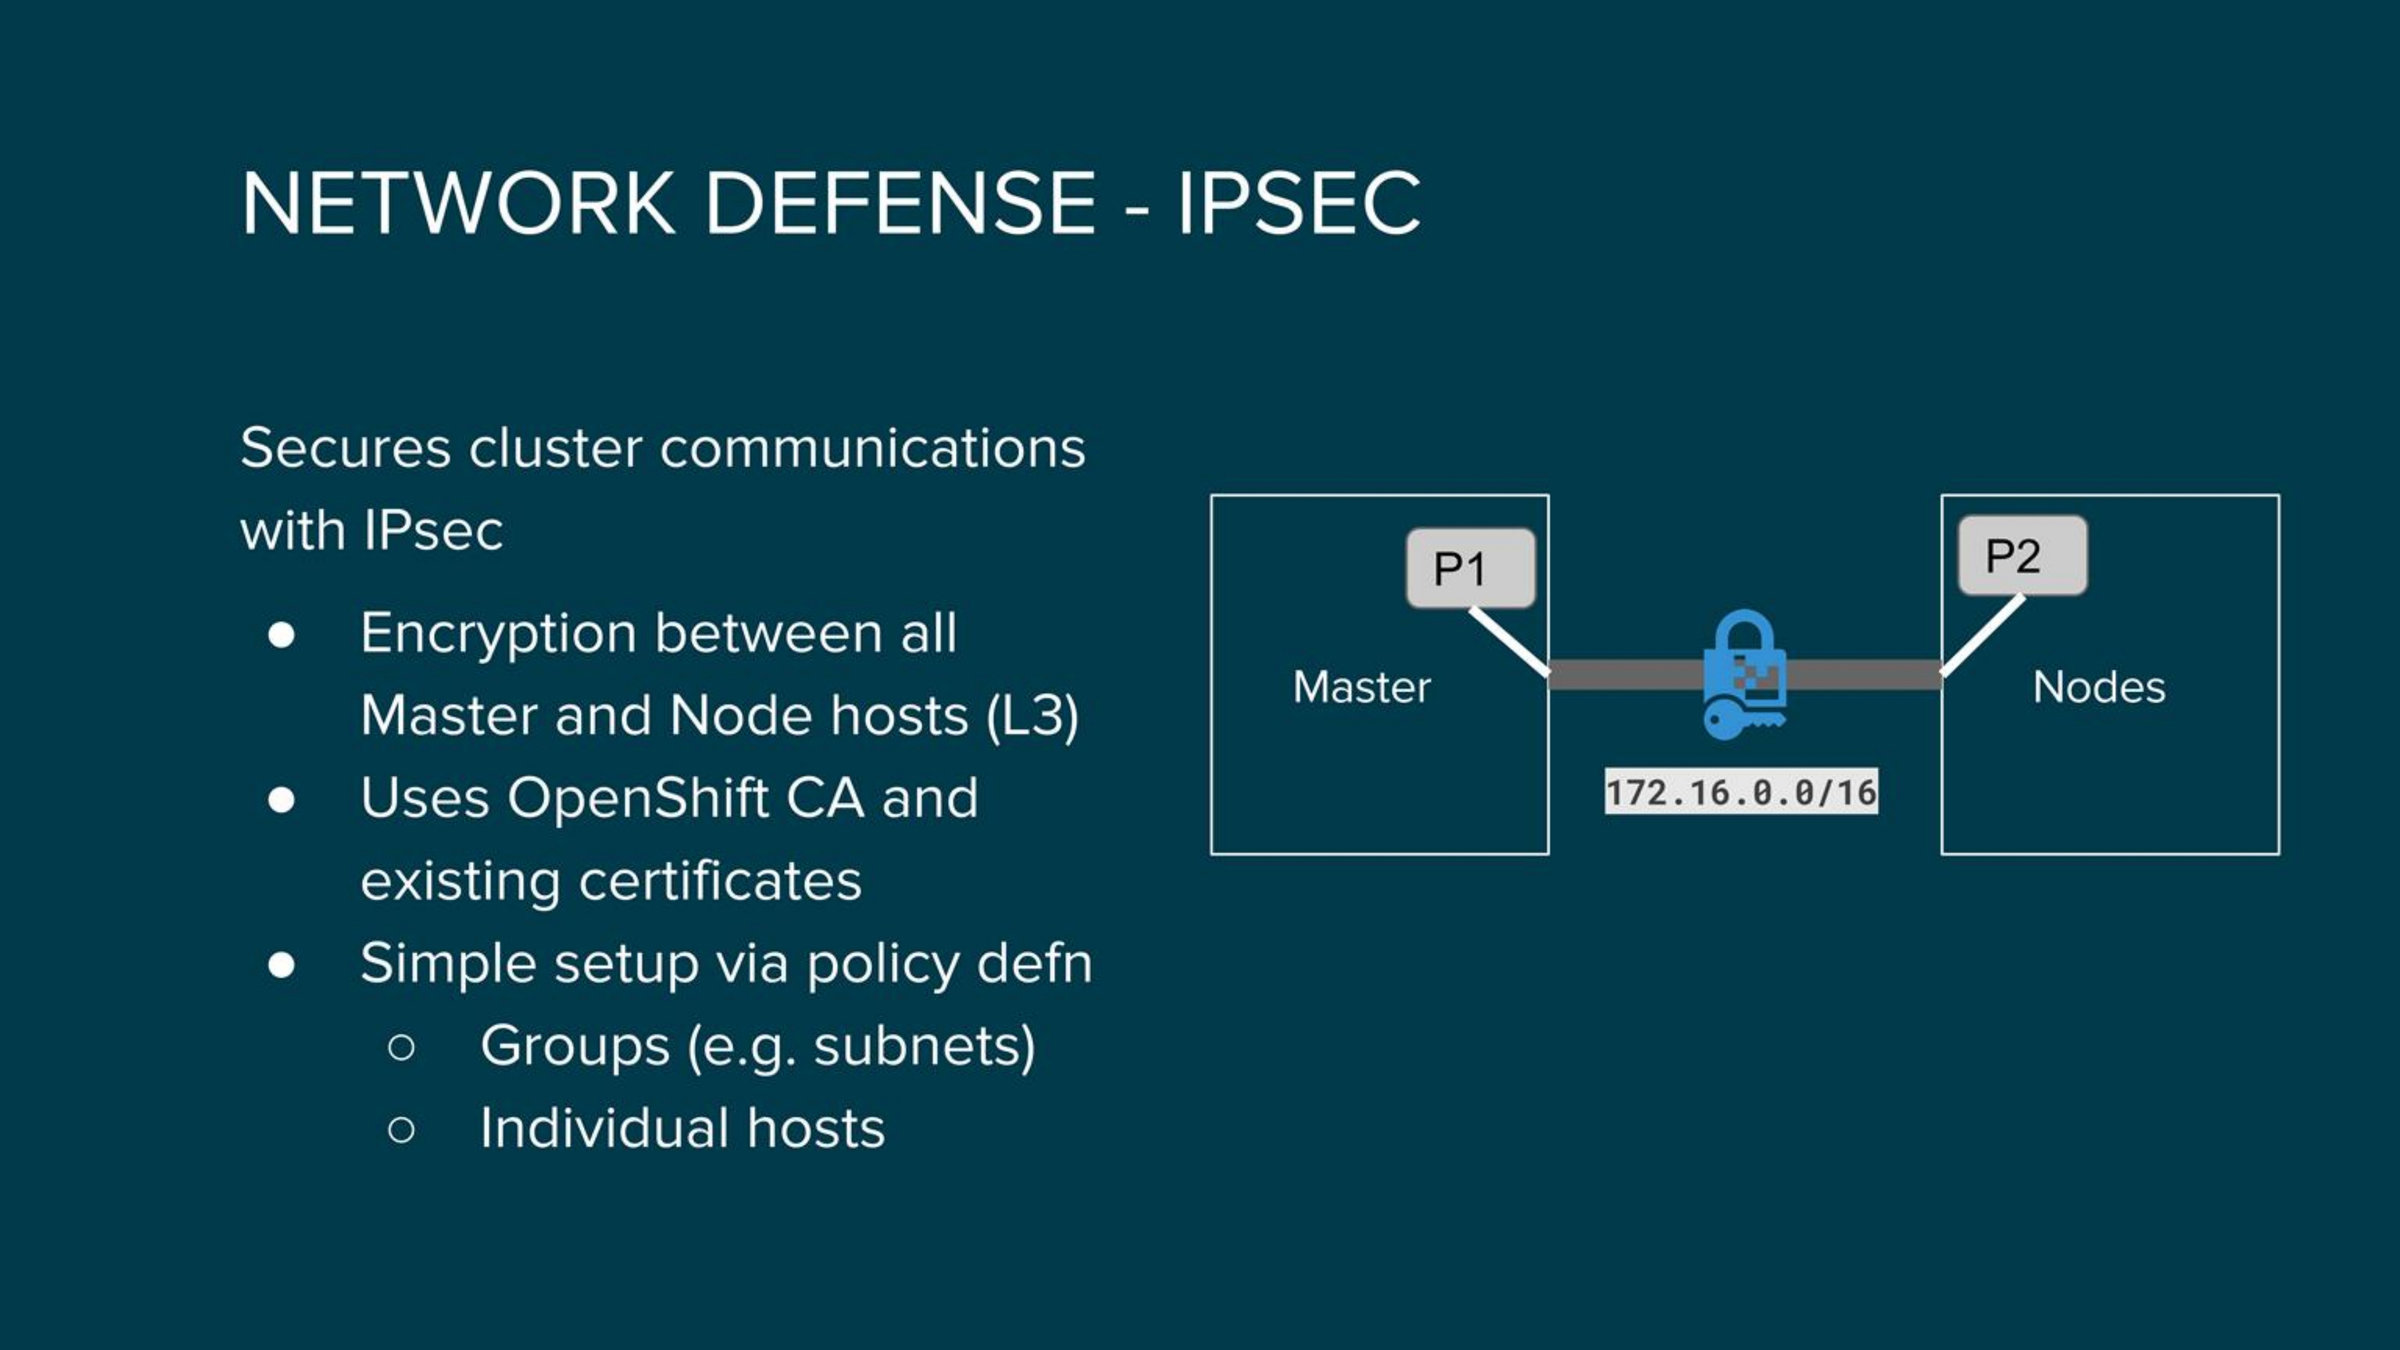 NETWORK DEFENSE - IPSEC
Secures cluster communications
with IPsec
● Encryption between all
Master and Node hosts (L3)
● Uses OpenShift CA and
existing certificates
● Simple setup via policy defn
○ Groups (e.g. subnets)
○ Individual hosts
P1
Master
172.16.0.0/16
P2
Nodes